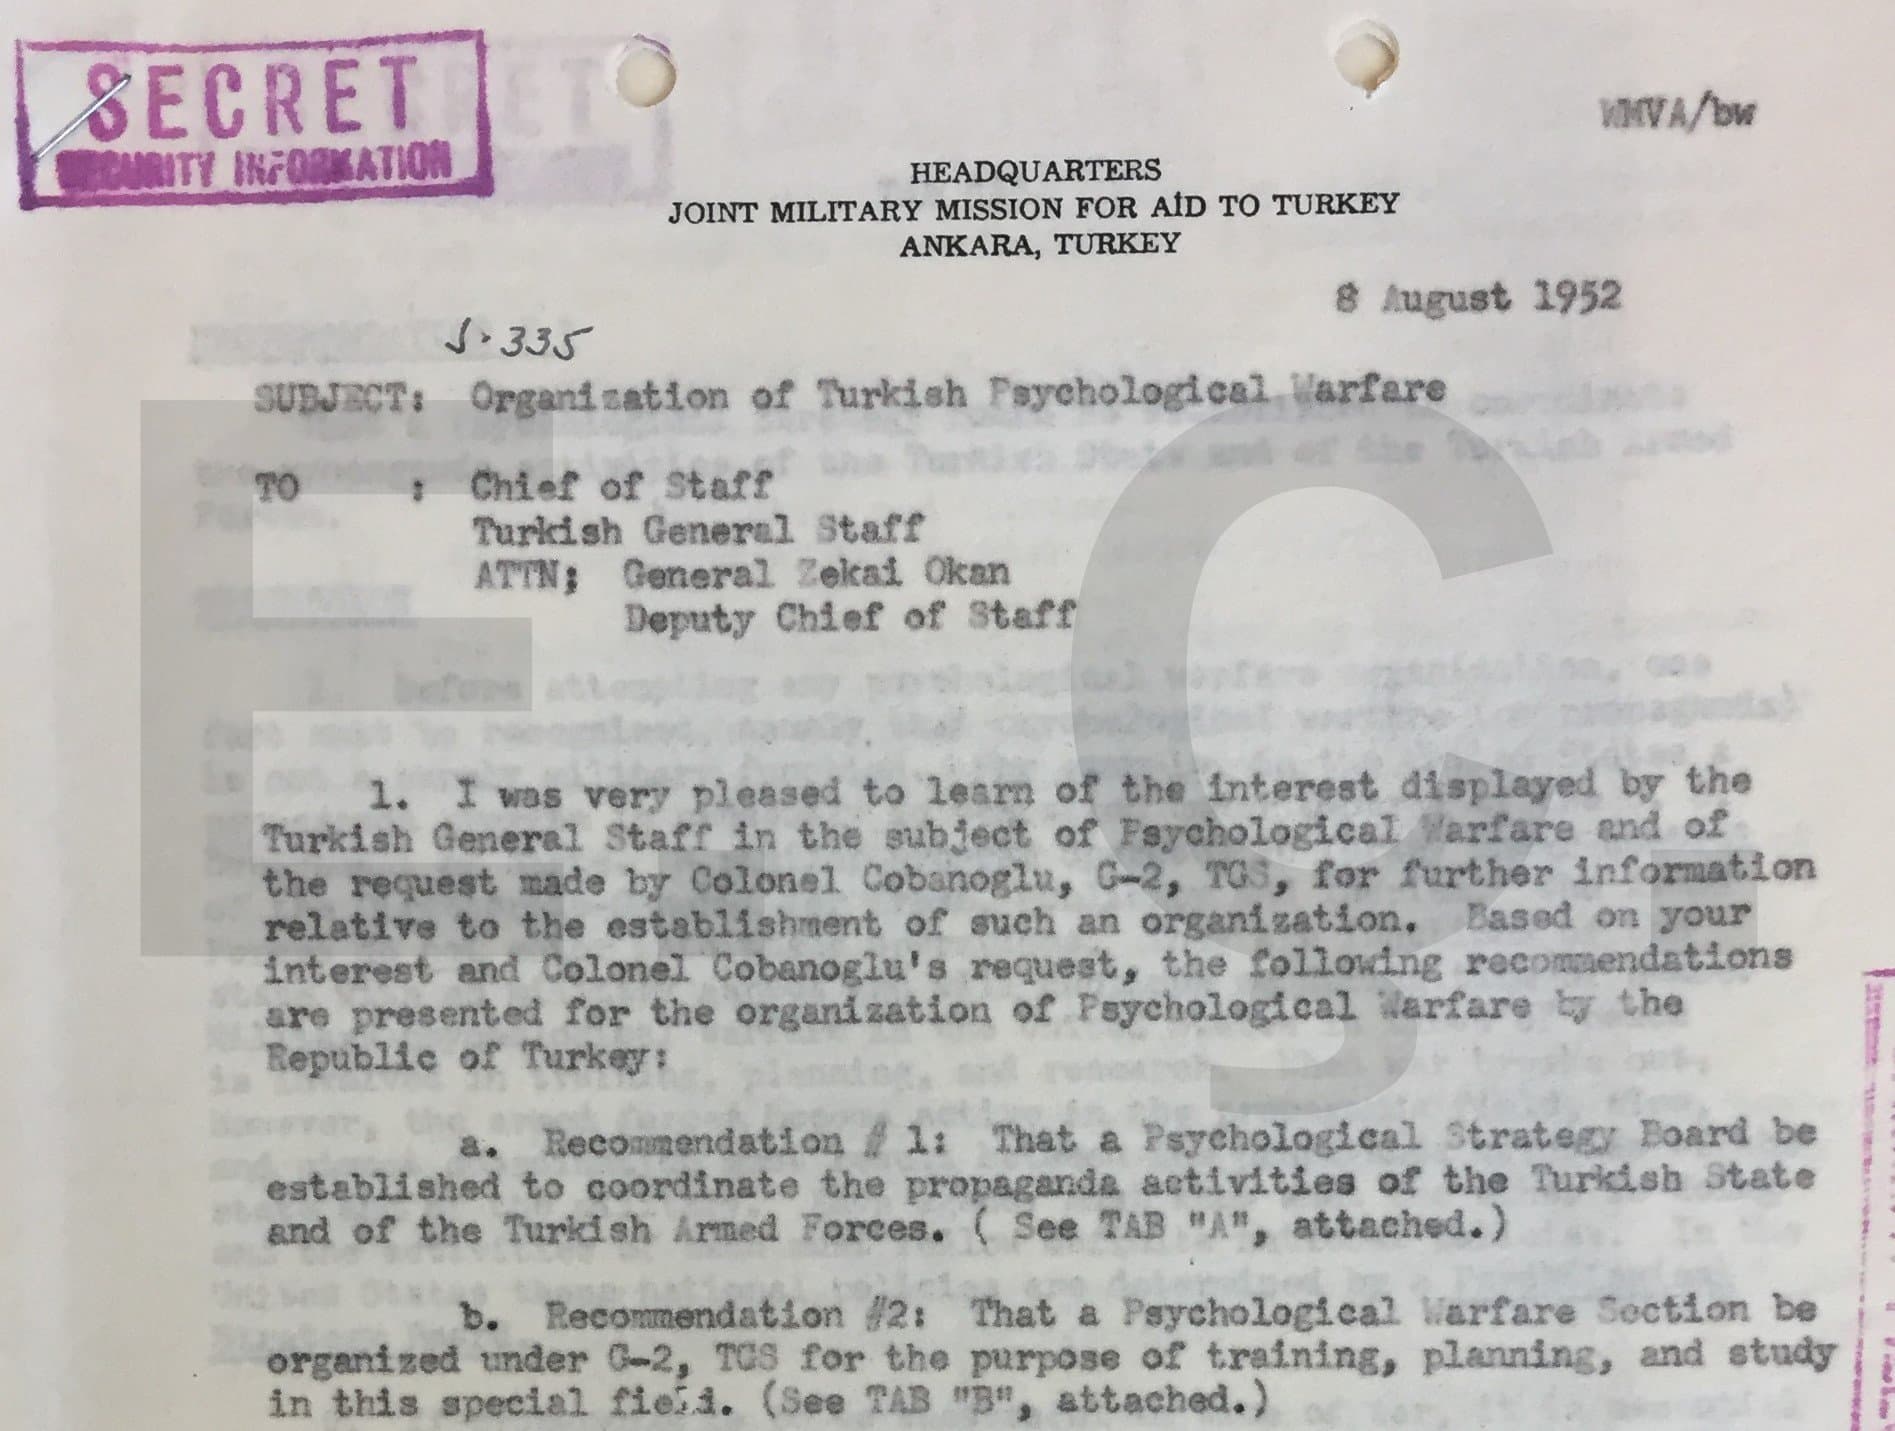 SECRET
SECURITY INFORMATION
WMVA/bw
HEADQUARTERS
JOINT MILITARY MISSION FOR AİD TO TURKEY
ANKARA, TURKEY
8 August 1952
S-335
SUBJECT: Organization of Turkish Psychological Warfare
TO : Chief of Staff
Turkish General Staff
ATTN; General Zekai Okan
Deputy Chief of Staff
1. I was very pleased to learn of the interest displayed by the
Turkish General Staff in the subject of Psychological Warfare and of
the request made by Colonel Cobanoglu, G-2, TGS, for further information
relative to the establishment of such an organization. Based on your
interest and Colonel Cobanoglu's request, the following recommendations
are presented for the organization of Psychological Warfare by the
Republic of Turkey:
a. Recommendation # 1: That a Psychological Strategy Board be
established to coordinate the propaganda activities of the Turkish State
and of the Turkish Armed Forces. ( See TAB "A", attached.)
b. Recommendation #2: That a Psychological Warfare Section be
organized under G-2, TGS for the purpose of training, planning, and study
in this special field. (See TAB "B", attached.)
E.Ç.